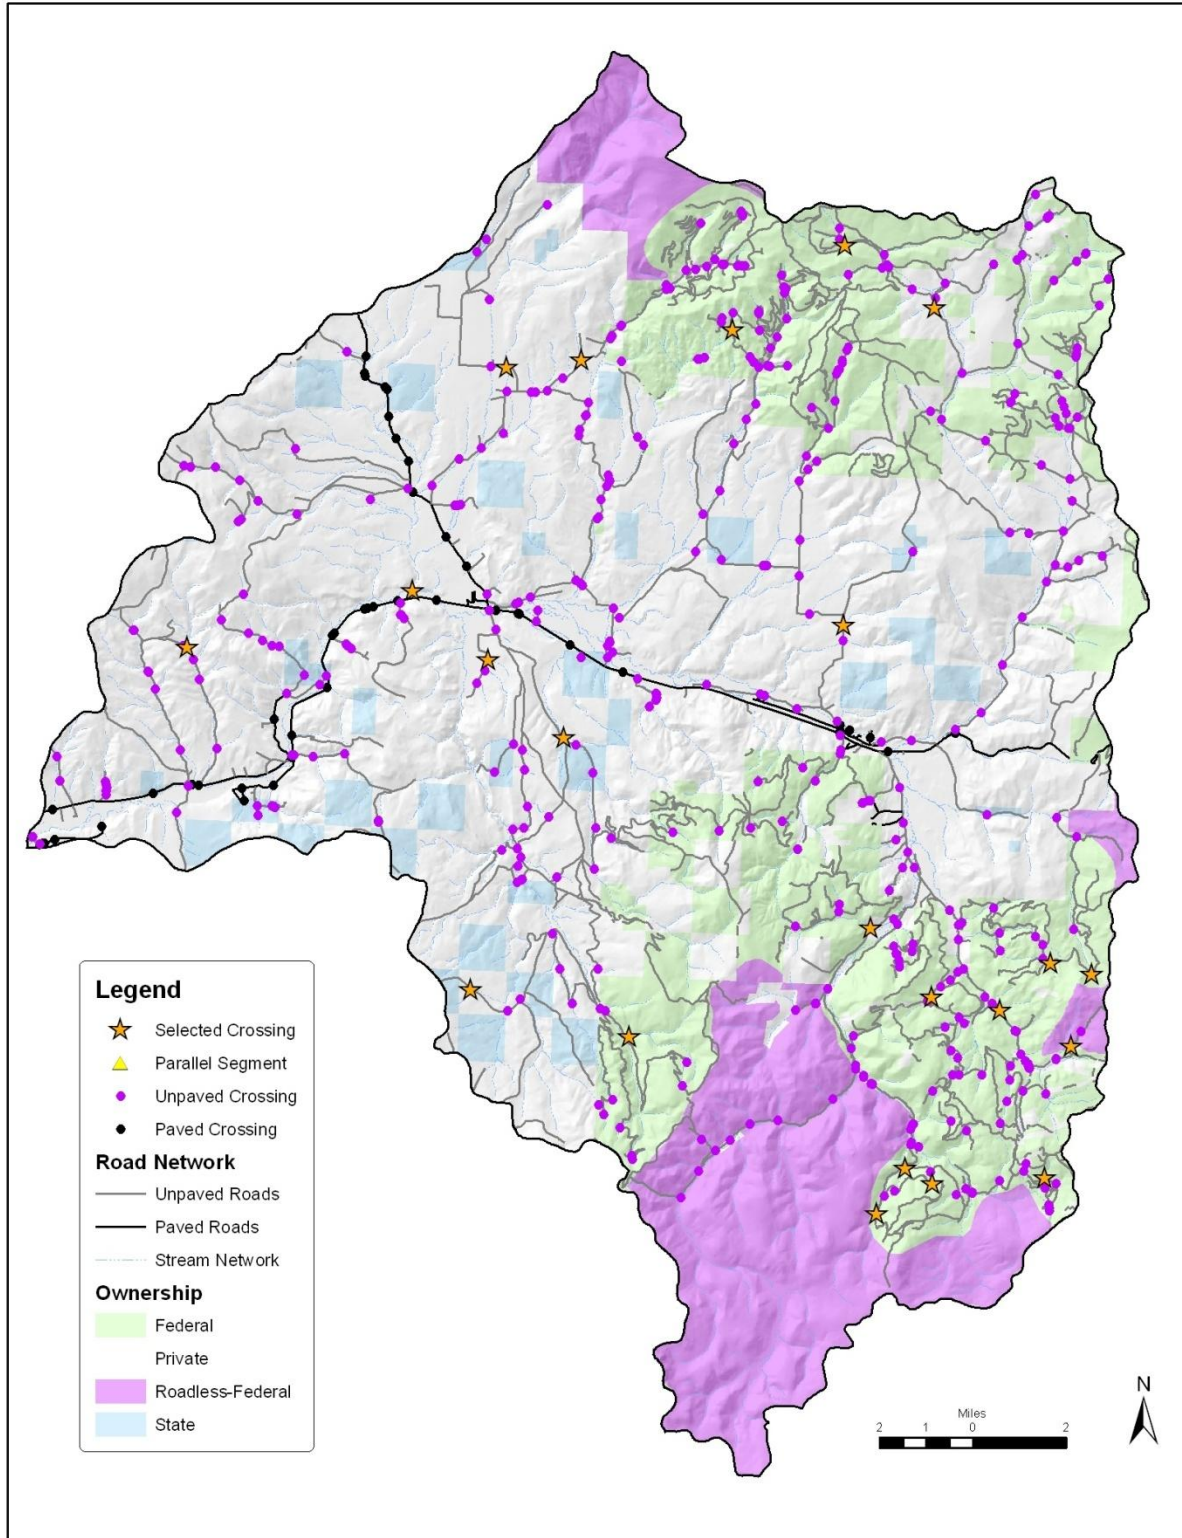 Legend
Selected Crossing
Parallel Segment
Unpaved Crossing
Paved Crossing
Road Network
Unpaved Roads
Paved Roads
Stream Network
Ownership
Federal
Private
Roadless-Federal
State
N
Miles
2 1 0 2